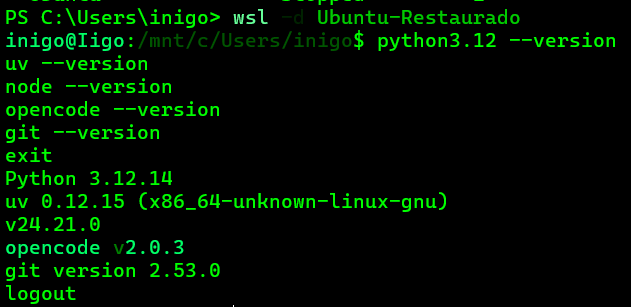 PS C:\Users\inigo> wsl -d Ubuntu-Restaurado
inigo@Iigo:/mnt/c/Users/inigo$ python3.12 --version
uv --version
node --version
opencode --version
git --version
exit
Python 3.12.14
uv 0.12.15 (x86_64-unknown-linux-gnu)
v24.21.0
opencode v2.0.3
git version 2.53.0
logout